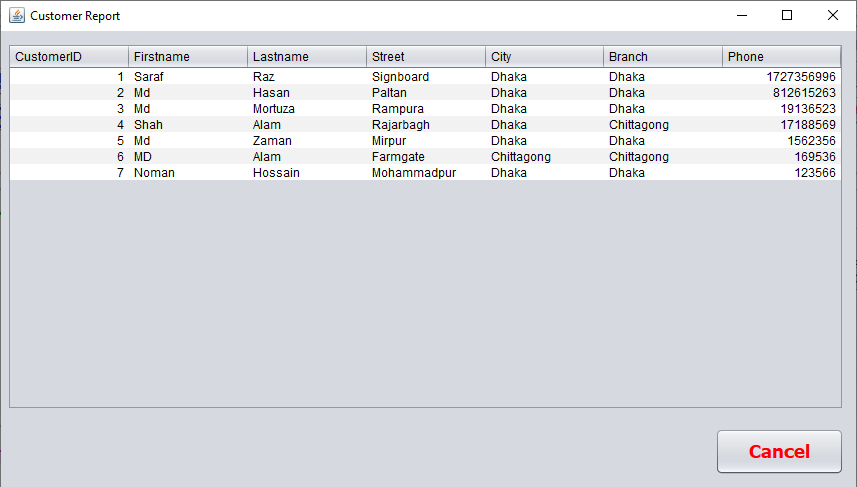 Customer Report
CustomerID Firstname Lastname Street City Branch Phone
1 Saraf Raz Signboard Dhaka Dhaka 1727356996
2 Md Hasan Paltan Dhaka Dhaka 812615263
3 Md Mortuza Rampura Dhaka Dhaka 19136523
4 Shah Alam Rajarbagh Dhaka Chittagong 17188569
5 Md Zaman Mirpur Dhaka Dhaka 1562356
6 MD Alam Farmgate Chittagong Chittagong 169536
7 Noman Hossain Mohammadpur Dhaka Dhaka 123566
Cancel